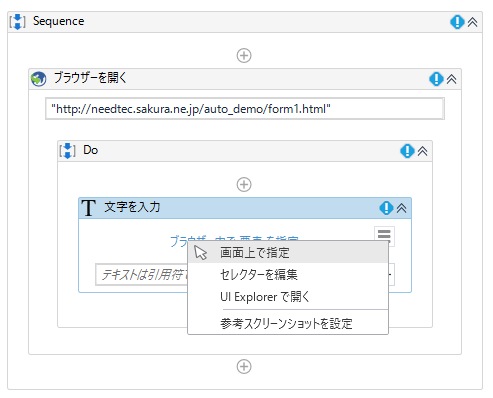 Sequence
ブラウザーを開く
"http://needtec.sakura.ne.jp/auto_demo/form1.html"
Do
文字を入力
ブラウザー内で要素を指定
画面上で指定
テキストは引用符で
セレクターを編集
UI Explorer で開く
参考スクリーンショットを設定